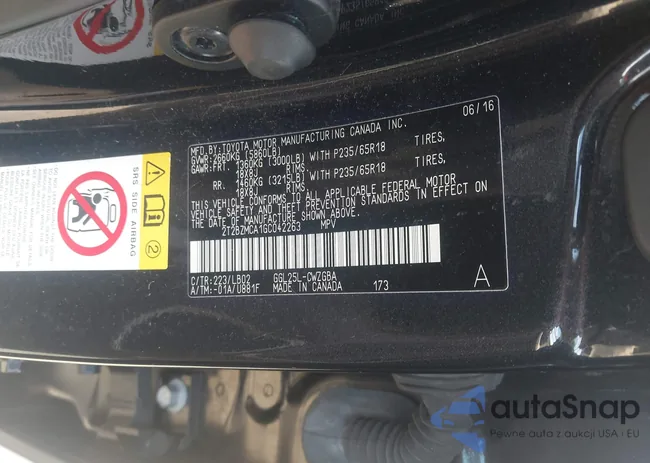 06/16
MFD.BY:TOYOTA MOTOR MANUFACTURING CANADA INC.
GVWR:2660KG (5860LB)
GAWR:FRT. 1360KG (3000LB) WITH P235/65R18 TIRES,
18X8J RIMS.
RR. 1460KG (3215LB) WITH P235/65R18 TIRES,
18X8J RIMS.
THIS VEHICLE CONFORMS TO ALL APPLICABLE FEDERAL MOTOR
VEHICLE SAFETY AND THEFT PREVENTION STANDARDS IN EFFECT ON
THE DATE OF MANUFACTURE SHOWN ABOVE.
2T2BZMCA1GC042263 MPV
C/TR:223/LB02 GGL25L-CWZGBA A
A/TM:-01A/U881F MADE IN CANADA 173
SRS SIDE AIRBAG
2
autaSnap
Pewne auta z aukcji USA i EU